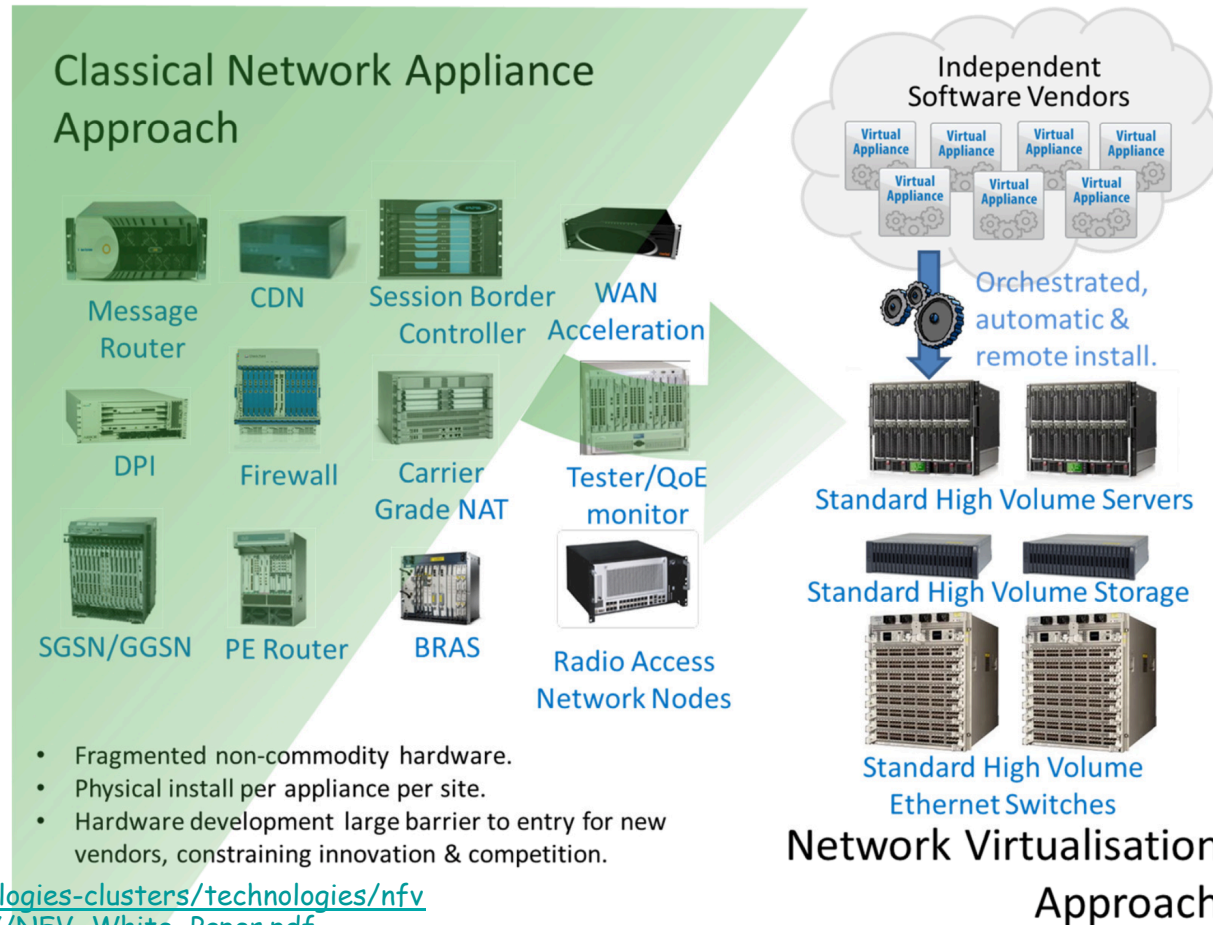 Classical Network Appliance
Approach
Message
Router
CDN
Session Border
Controller
WAN
Acceleration
DPI
Firewall
Carrier
Grade NAT
Tester/QoE
monitor
SGSN/GGSN
PE Router
BRAS
Radio Access
Network Nodes
• Fragmented non-commodity hardware.
• Physical install per appliance per site.
• Hardware development large barrier to entry for new
vendors, constraining innovation & competition.
Independent
Software Vendors
Virtual
Appliance
Virtual
Appliance
Virtual
Appliance
Virtual
Appliance
Virtual
Appliance
Virtual
Appliance
Virtual
Appliance
Orchestrated,
automatic &
remote install.
Standard High Volume Servers
Standard High Volume Storage
Standard High Volume
Ethernet Switches
Network Virtualisation
Approach
logies-clusters/technologies/nfv